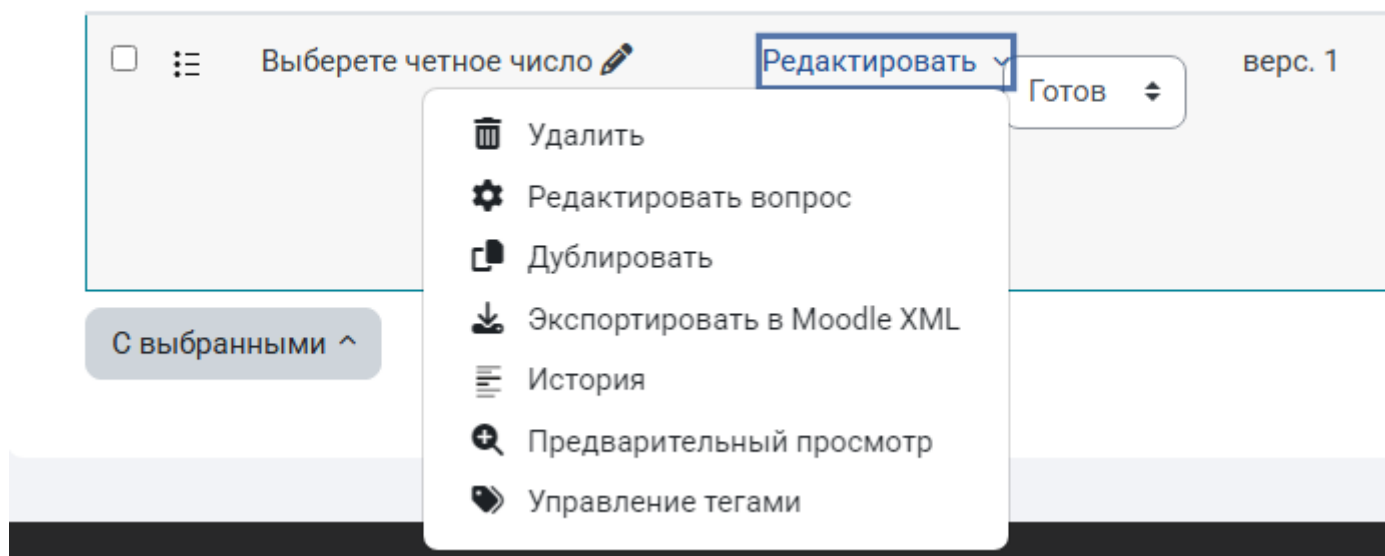 Выберете четное число
Редактировать
Готов
верс. 1
Удалить
Редактировать вопрос
Дублировать
Экспортировать в Moodle XML
История
Предварительный просмотр
Управление тегами
С выбранными